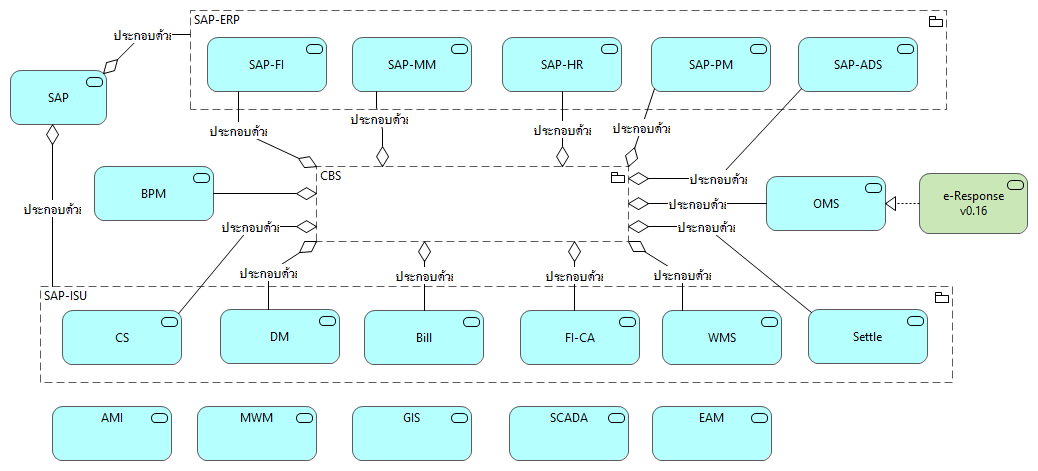 SAP-ERP
ประกอบด้วย
SAP-FI
SAP-MM
SAP-HR
SAP-PM
SAP-ADS
SAP
ประกอบด้วย
ประกอบด้วย
ประกอบด้วย
ประกอบด้วย
CBS
ประกอบด้วย
BPM
OMS
e-Response
v0.16
ประกอบด้วย
ประกอบด้วย
ประกอบด้วย
ประกอบด้วย
ประกอบด้วย
ประกอบด้วย
ประกอบด้วย
ประกอบด้วย
SAP-ISU
CS
DM
Bill
FI-CA
WMS
Settle
AMI
MWM
GIS
SCADA
EAM